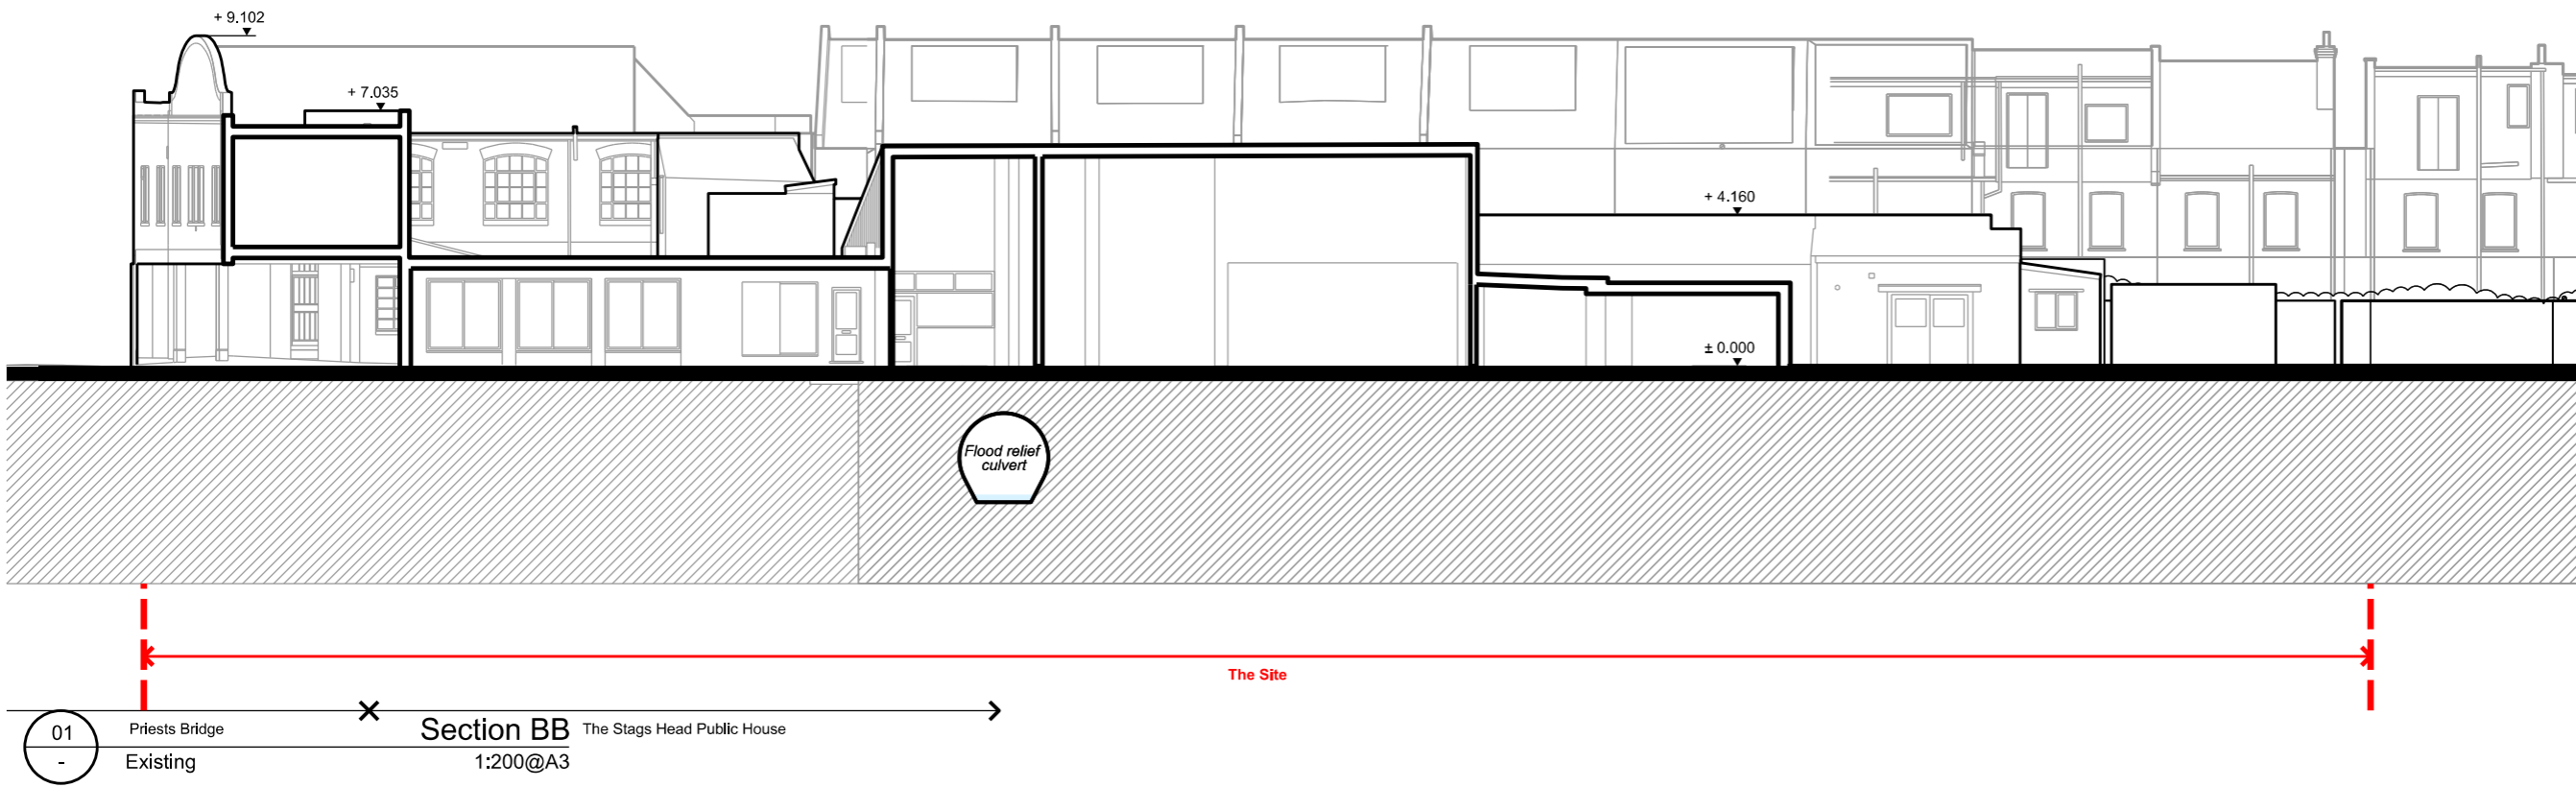 + 9.102
+ 7.035
+ 4.160
± 0.000
Flood relief
culvert
The Site
01
-
Priests Bridge
Section BB
The Stags Head Public House
Existing
1:200@A3